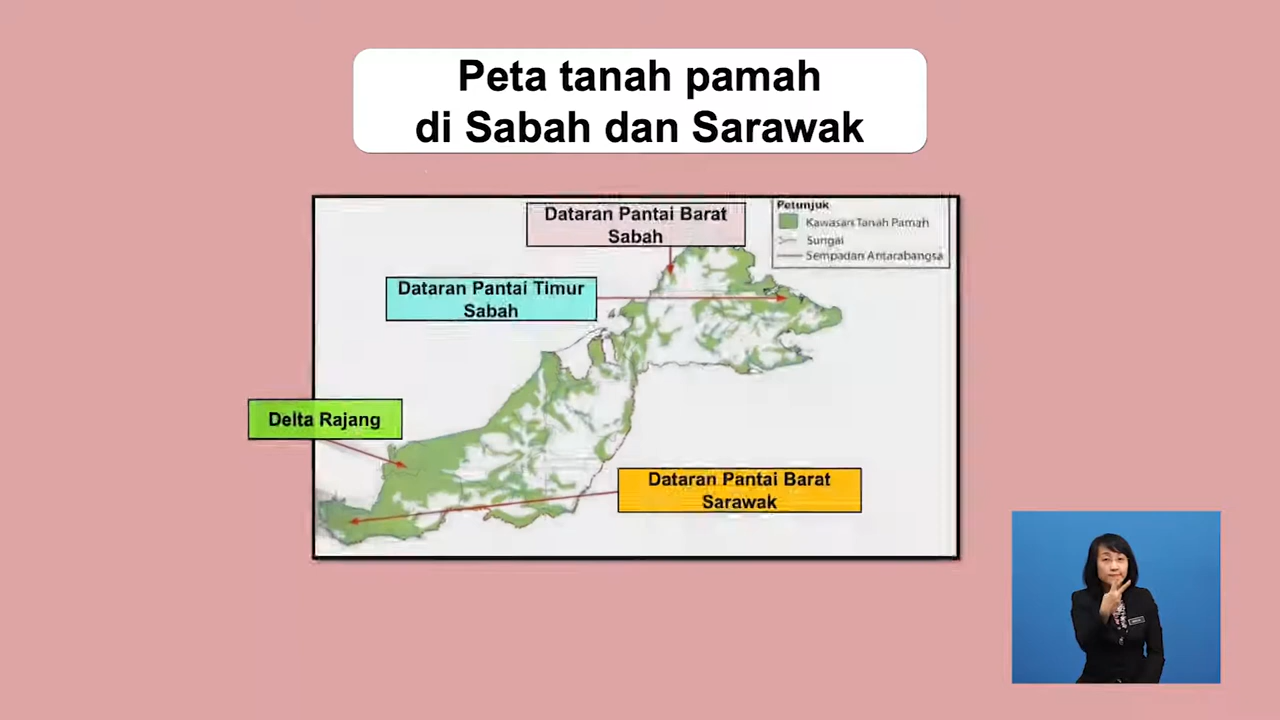 Peta tanah pamah
di Sabah dan Sarawak
Dataran Pantai Barat
Sabah
Petunjuk
Kawasan Tanah Pamah
Sungai
Sempadan Antarabangsa
Dataran Pantai Timur
Sabah
Delta Rajang
Dataran Pantai Barat
Sarawak